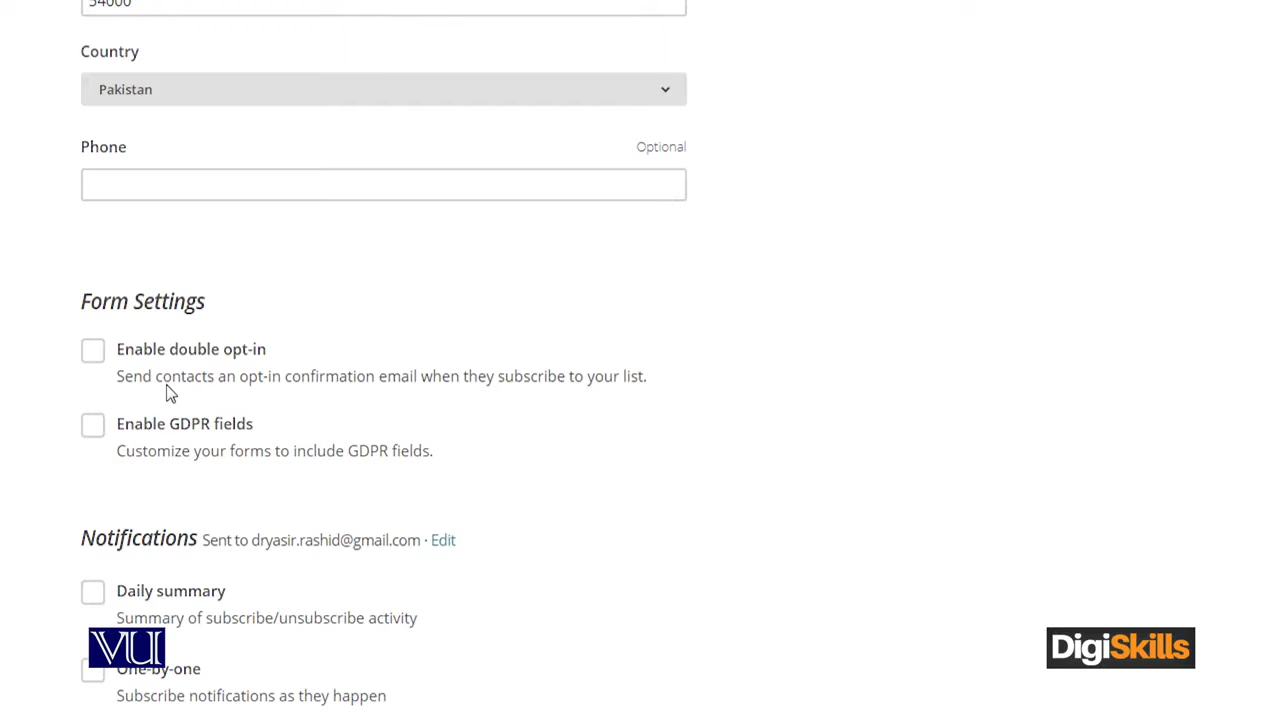 54000
Country
Pakistan
Phone
Optional
Form Settings
Enable double opt-in
Send contacts an opt-in confirmation email when they subscribe to your list.
Enable GDPR fields
Customize your forms to include GDPR fields.
Notifications Sent to dryasir.rashid@gmail.com · Edit
Daily summary
Summary of subscribe/unsubscribe activity
VU
DigiSkills
One-by-one
Subscribe notifications as they happen